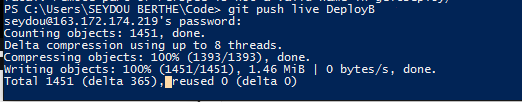 PS C:\Users\SEYDOU BERTHE\Code> git push live DeployB
seydou@163.172.174.219's password:
Counting objects: 1451, done.
Delta compression using up to 8 threads.
Compressing objects: 100% (1393/1393), done.
Writing objects: 100% (1451/1451), 1.46 MiB | 0 bytes/s, done.
Total 1451 (delta 365), reused 0 (delta 0)